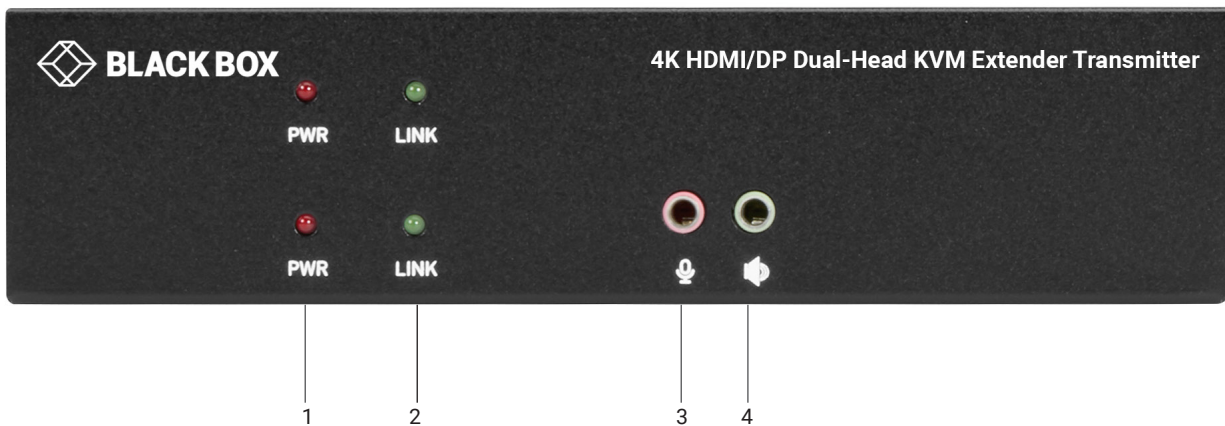 BLACK BOX
4K HDMI/DP Dual-Head KVM Extender Transmitter
PWR LINK
PWR LINK
1 2 3 4